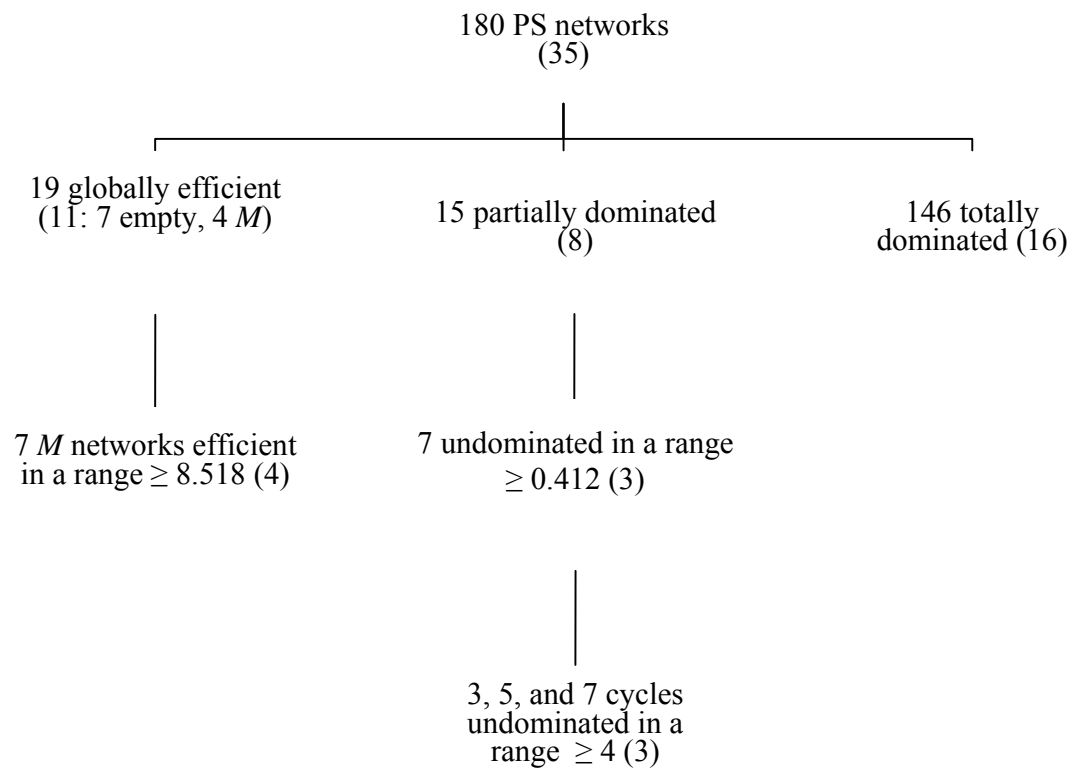 180 PS networks
(35)
19 globally efficient
(11: 7 empty, 4 M)
15 partially dominated
(8)
146 totally
dominated (16)
7 M networks efficient
in a range ≥ 8.518 (4)
7 undominated in a range
≥ 0.412 (3)
3, 5, and 7 cycles
undominated in a
range ≥ 4 (3)